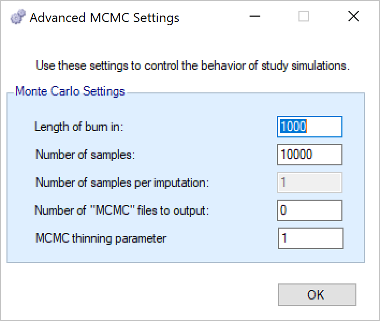 Advanced MCMC Settings
Use these settings to control the behavior of study simulations.
Monte Carlo Settings
Length of burn in: 1000
Number of samples: 10000
Number of samples per imputation: 1
Number of "MCMC" files to output: 0
MCMC thinning parameter 1
OK